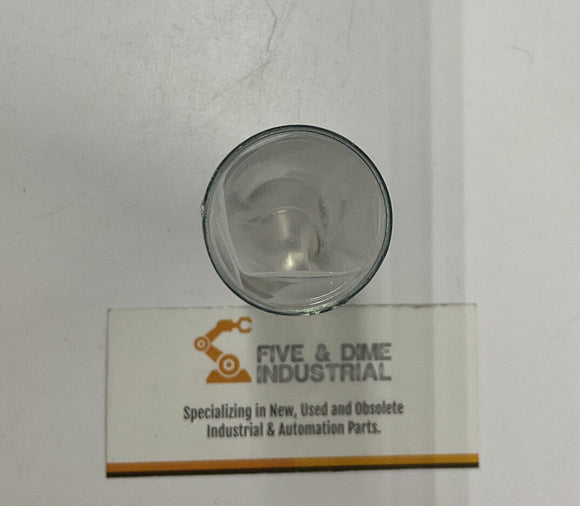 FIVE & DIME
INDUSTRIAL
Specializing in New, Used and Obsolete
Industrial & Automation Parts.